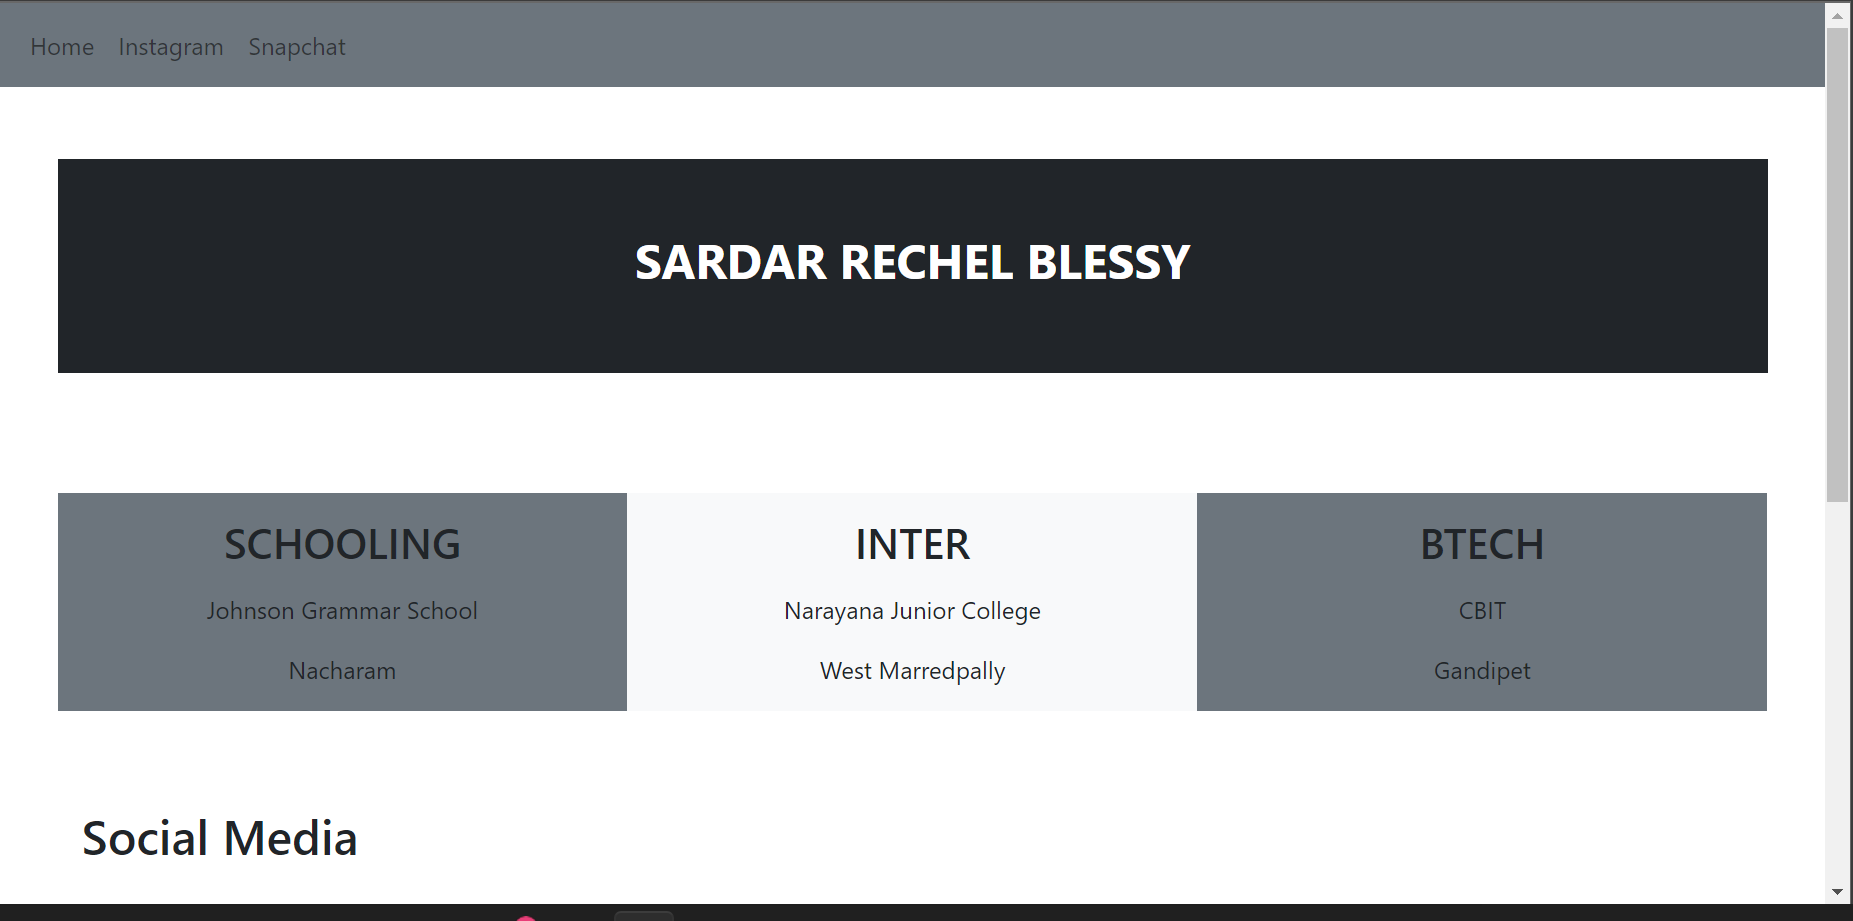 Home Instagram Snapchat
SARDAR RECHEL BLESSY
SCHOOLING
Johnson Grammar School
Nacharam
INTER
Narayana Junior College
West Marredpally
BTECH
CBIT
Gandipet
Social Media